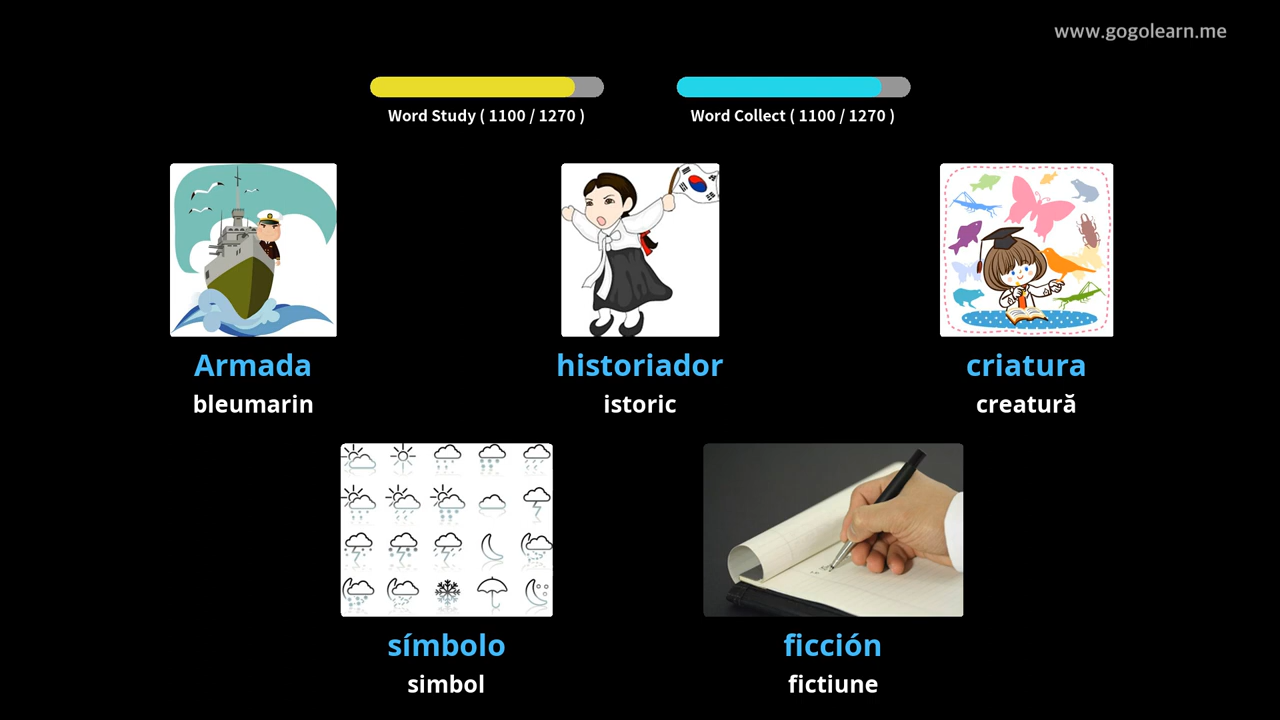 www.gogolearn.me
Word Study ( 1100 / 1270 )
Word Collect ( 1100 / 1270 )
Armada
bleumarin
historiador
istoric
criatura
creatură
símbolo
simbol
ficción
fictiune